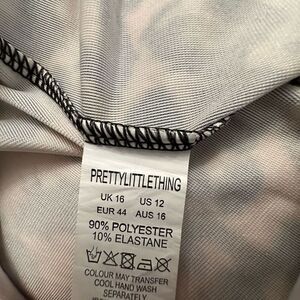 PRETTYLITTLETHING
UK 16 US 12
EUR 44 AUS 16
90% POLYESTER
10% ELASTANE
COLOUR MAY TRANSFER
COOL HAND WASH
SEPARATELY